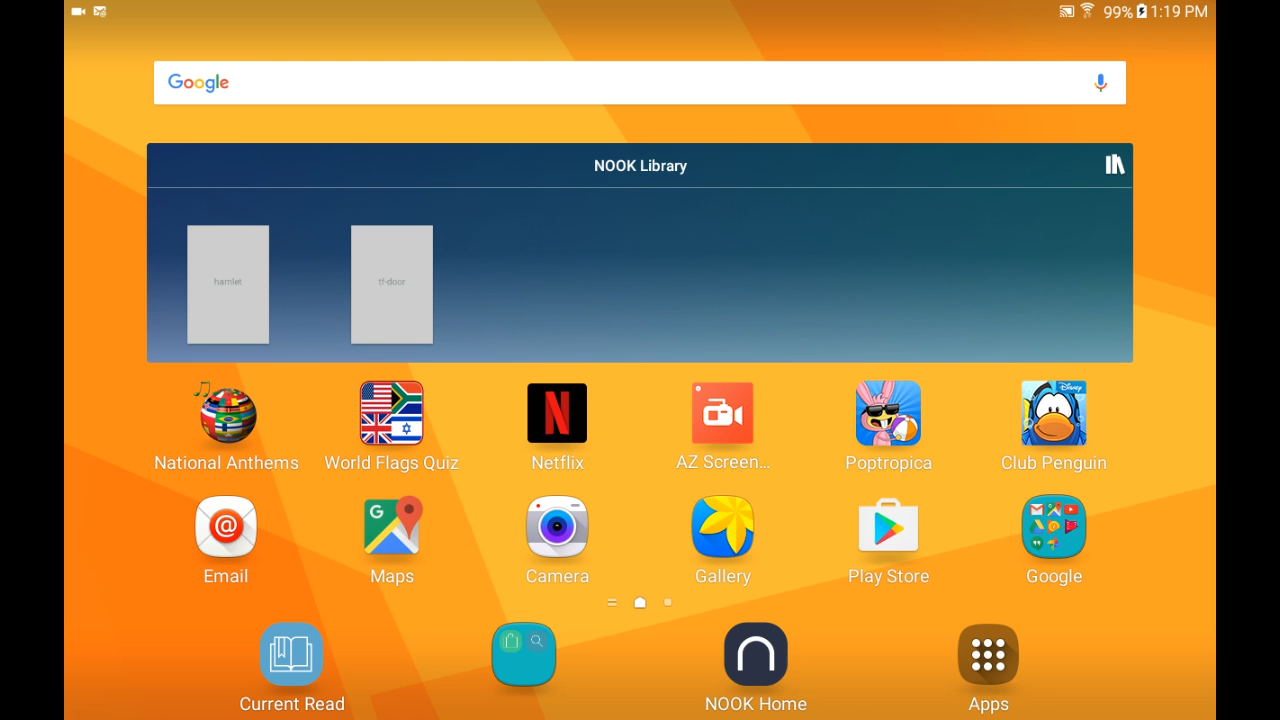 99% 1:19 PM
Google
NOOK Library
hamlet
tf-door
National Anthems
World Flags Quiz
Netflix
AZ Screen...
Poptropica
Club Penguin
Disney
N
@
G
Email
Maps
Camera
Gallery
Play Store
Google
Current Read
NOOK Home
Apps